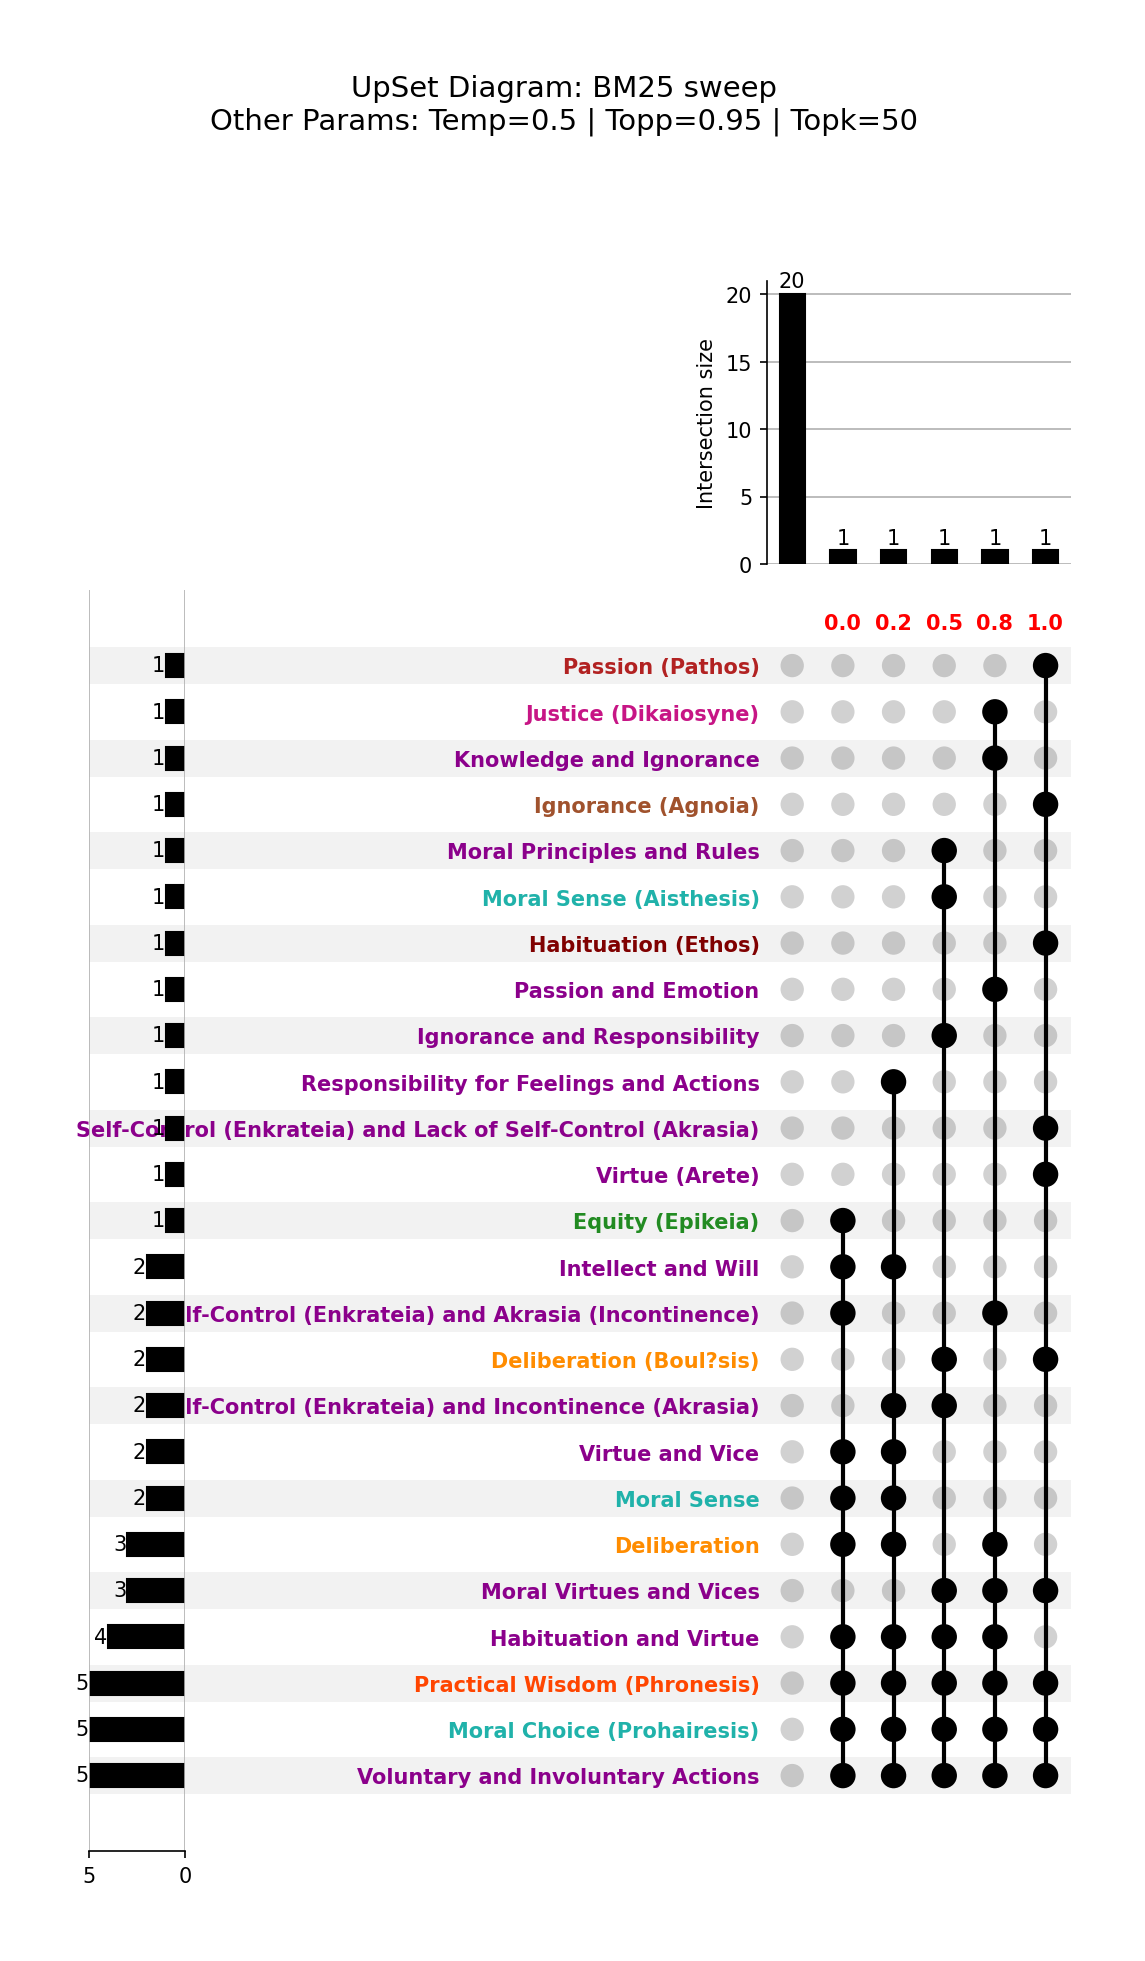 UpSet Diagram: BM25 sweep
Other Params: Temp=0.5 | Topp=0.95 | Topk=50
20
20
15
10
5
0
Intersection size
1 1 1 1 1
0.0 0.2 0.5 0.8 1.0
1 Passion (Pathos)
1 Justice (Dikaiosyne)
1 Knowledge and Ignorance
1 Ignorance (Agnoia)
1 Moral Principles and Rules
1 Moral Sense (Aisthesis)
1 Habituation (Ethos)
1 Passion and Emotion
1 Ignorance and Responsibility
1 Responsibility for Feelings and Actions
1 Self-Control (Enkrateia) and Lack of Self-Control (Akrasia)
1 Virtue (Arete)
1 Equity (Epikeia)
2 Intellect and Will
2 lf-Control (Enkrateia) and Akrasia (Incontinence)
2 Deliberation (Boul?sis)
2 lf-Control (Enkrateia) and Incontinence (Akrasia)
2 Virtue and Vice
2 Moral Sense
3 Deliberation
3 Moral Virtues and Vices
4 Habituation and Virtue
5 Practical Wisdom (Phronesis)
5 Moral Choice (Prohairesis)
5 Voluntary and Involuntary Actions
5 0